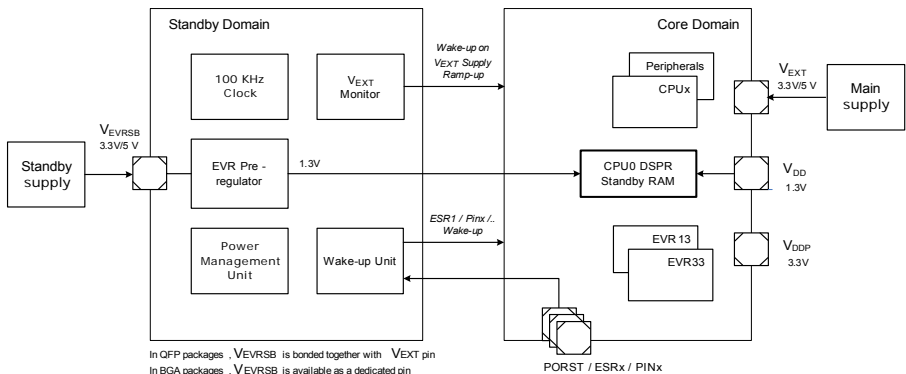 Standby Domain
Core Domain
100 KHz
Clock
VEXT
Monitor
Wake-up on
VEXT Supply
Ramp-up
Peripherals
CPUx
VEXT
3.3V/5 V
Main
supply
VEVRSB
3.3V/5 V
Standby
supply
EVR Pre -
regulator
1.3V
CPU0 DSPR
Standby RAM
VDD
1.3V
Power
Management
Unit
Wake-up Unit
ESR1 / Pinx /..
Wake-up
EVR13
EVR33
VDDP
3.3V
In QFP packages , VEVRSB is bonded together with VEXT pin
In BGA packages , VEVRSB is available as a dedicated pin
PORST / ESRx / PINx